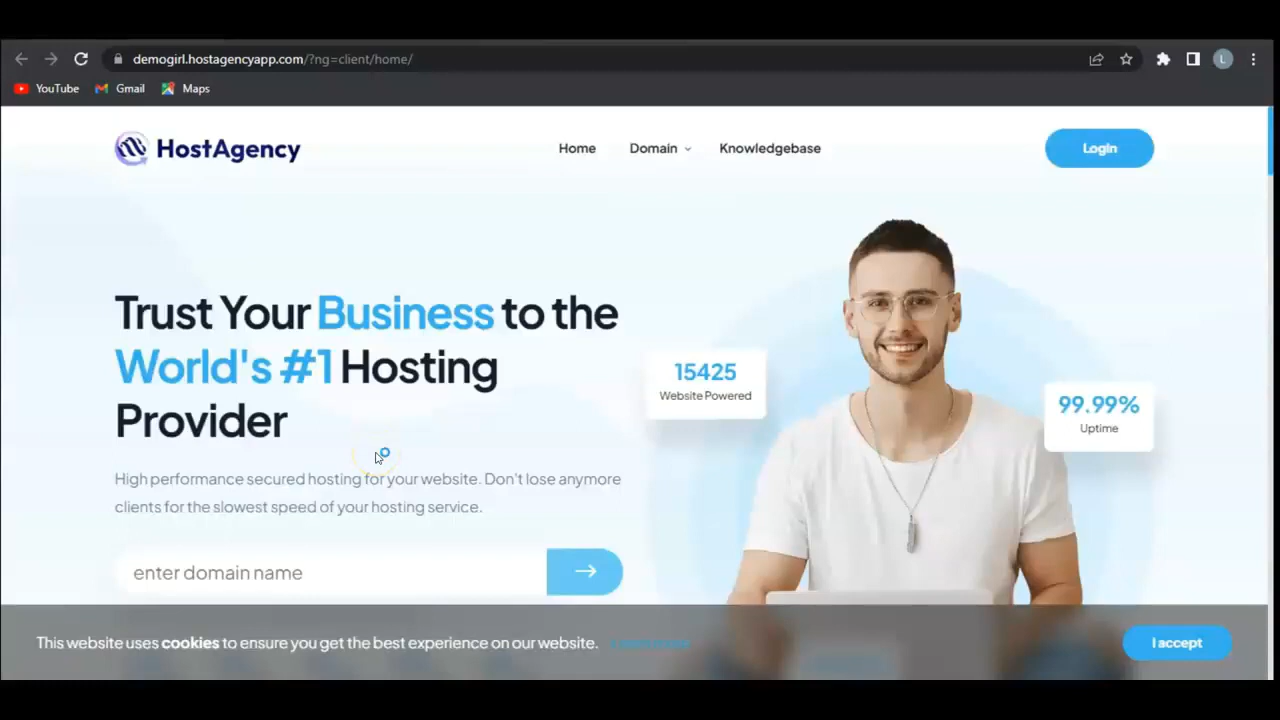 demogirl.hostagencyapp.com/?ng=client/home/
L
YouTube
Gmail
Maps
HostAgency
Home
Domain
Knowledgebase
Login
Trust Your Business to the
World's #1 Hosting
Provider
15425
Website Powered
99.99%
Uptime
High performance secured hosting for your website. Don't lose anymore
clients for the slowest speed of your hosting service.
enter domain name
This website uses cookies to ensure you get the best experience on our website.
I accept